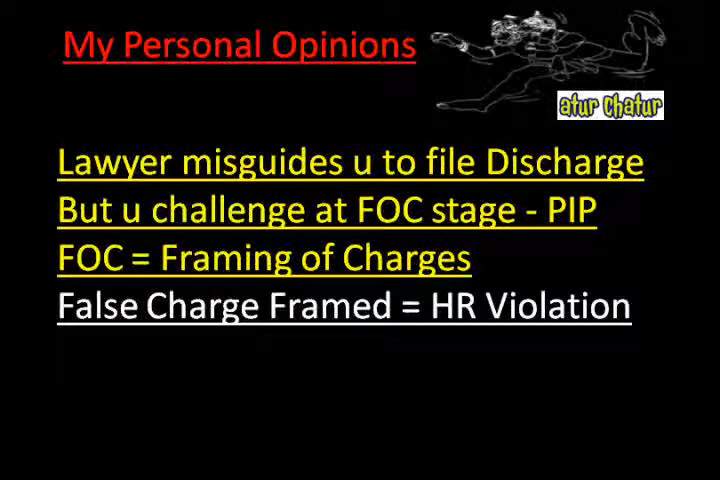 My Personal Opinions
atur chatur
Lawyer misguides u to file Discharge
But u challenge at FOC stage - PIP
FOC = Framing of Charges
False Charge Framed = HR Violation